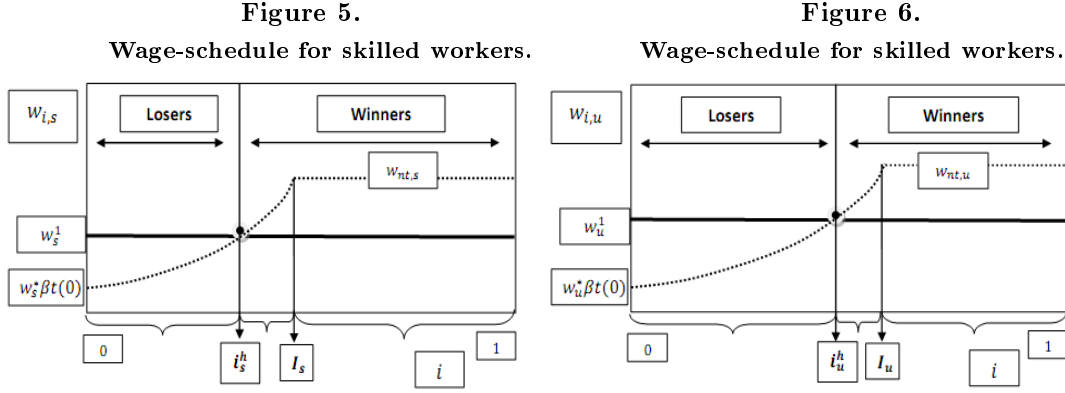 Figure 5.
Wage-schedule for skilled workers.
w_{i,s}
Losers
Winners
w_{nt,s}
w_s^1
w_s^* βt(0)
0
i_s^h
I_s
i
1
Figure 6.
Wage-schedule for skilled workers.
w_{i,u}
Losers
Winners
w_{nt,u}
w_u^1
w_u^* βt(0)
0
i_u^h
I_u
i
1